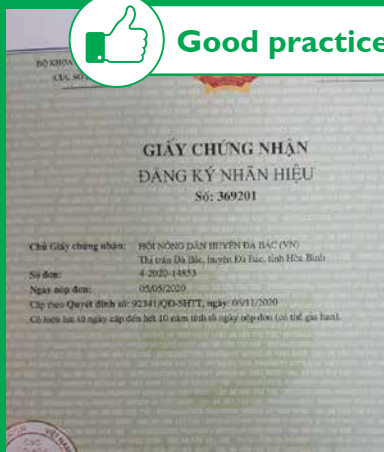 Good practice
BỘ KHOA
CỤC SỞ
GIẤY CHỨNG NHẬN
ĐĂNG KÝ NHÃN HIỆU
Số: 369201
Chủ Giấy chứng nhận: HỘI NÔNG DÂN HUYỆN ĐÀ BẮC (VN)
Thị trấn Đà Bắc, huyện Đà Bắc, tỉnh Hòa Bình
Số đơn: 4-2020-14853
Ngày nộp đơn: 05/05/2020
Cấp theo Quyết định số: 92341/QĐ-SHTT, ngày: 05/11/2020
Có hiệu lực từ ngày cấp đến hết 10 năm tính từ ngày nộp đơn (có thể gia hạn).
VIỆT NAM
CỤC